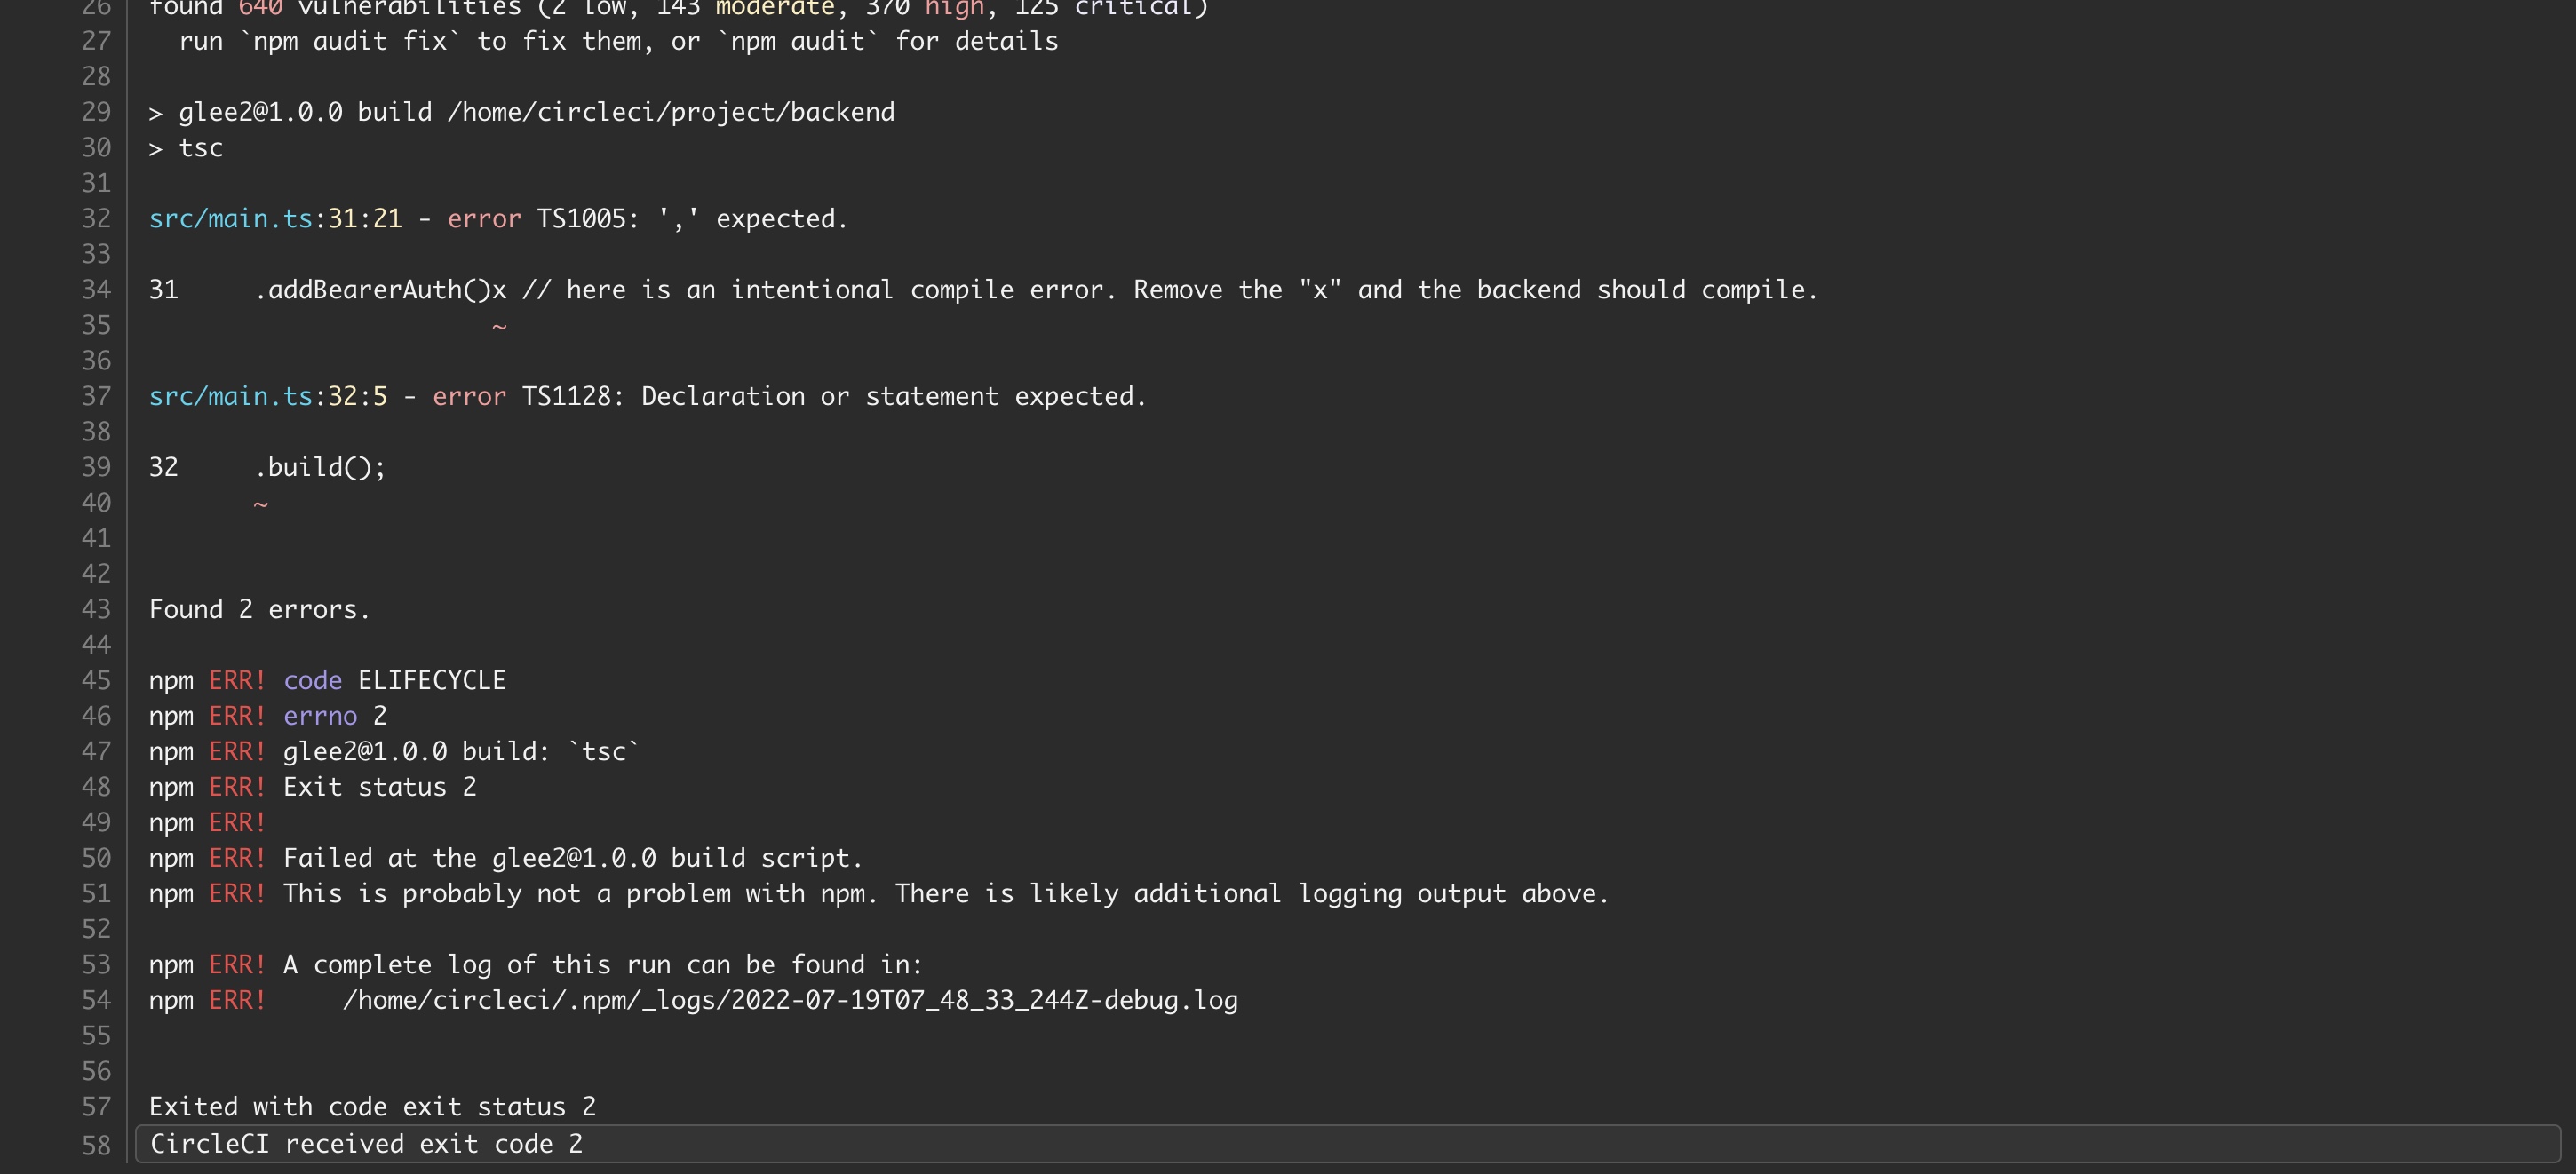 26 found 640 vulnerabilities (2 low, 143 moderate, 370 high, 125 critical)
27   run `npm audit fix` to fix them, or `npm audit` for details
28
29 > glee2@1.0.0 build /home/circleci/project/backend
30 > tsc
31
32 src/main.ts:31:21 - error TS1005: ',' expected.
33
34 31     .addBearerAuth()x // here is an intentional compile error. Remove the "x" and the backend should compile.
35                        ~
36
37 src/main.ts:32:5 - error TS1128: Declaration or statement expected.
38
39 32     .build();
40        ~
41
42
43 Found 2 errors.
44
45 npm ERR! code ELIFECYCLE
46 npm ERR! errno 2
47 npm ERR! glee2@1.0.0 build: `tsc`
48 npm ERR! Exit status 2
49 npm ERR!
50 npm ERR! Failed at the glee2@1.0.0 build script.
51 npm ERR! This is probably not a problem with npm. There is likely additional logging output above.
52
53 npm ERR! A complete log of this run can be found in:
54 npm ERR!     /home/circleci/.npm/_logs/2022-07-19T07_48_33_244Z-debug.log
55
56
57 Exited with code exit status 2
58 CircleCI received exit code 2